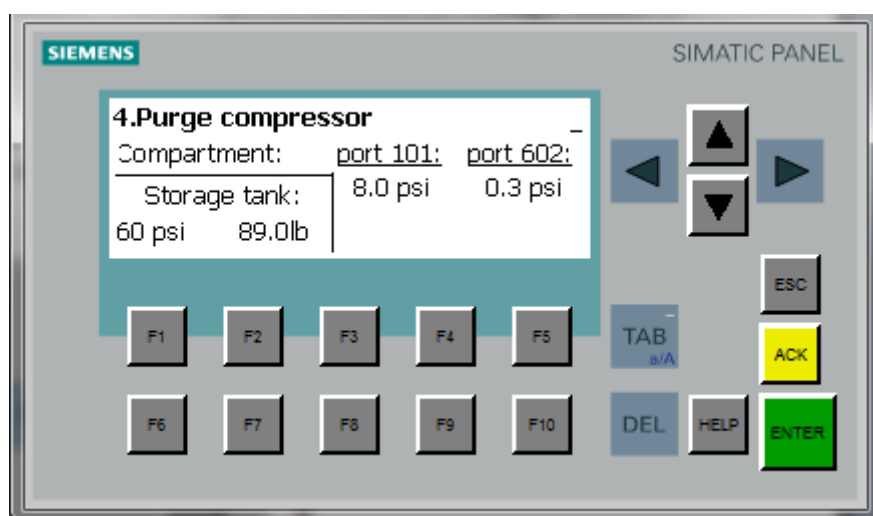 SIEMENS
SIMATIC PANEL
4.Purge compressor
Compartment: port 101: port 602:
8.0 psi 0.3 psi
Storage tank:
60 psi 89.0lb
ESC
F1 F2 F3 F4 F5 TAB
a/A
ACK
F6 F7 F8 F9 F10 DEL HELP ENTER